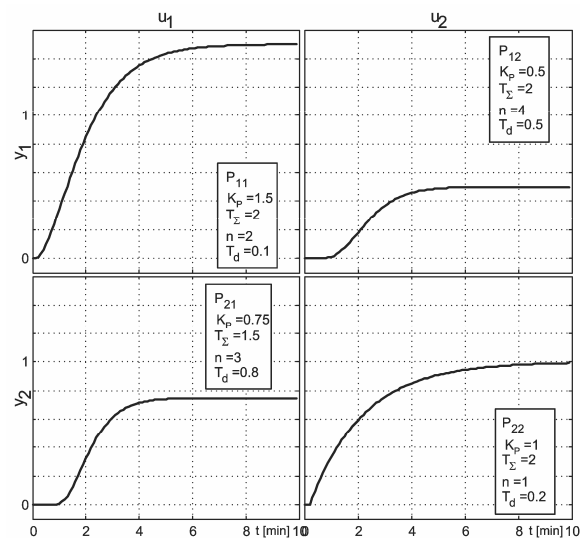 u1 u2
y1
1
0
P11
KP=1.5
TΣ=2
n=2
Td=0.1
P12
KP=0.5
TΣ=2
n=4
Td=0.5
y2
1
0
P21
KP=0.75
TΣ=1.5
n=3
Td=0.8
P22
KP=1
TΣ=2
n=1
Td=0.2
0 2 4 6 8 t [min] 10
0 2 4 6 8 t [min] 10